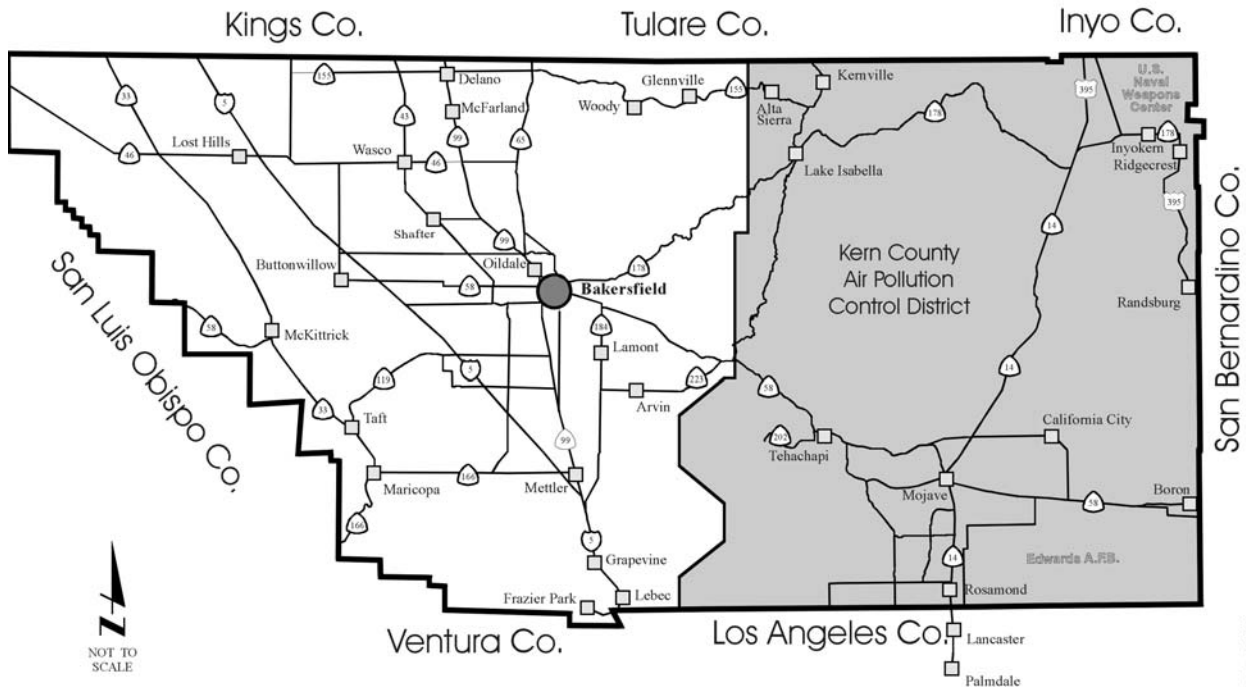 Kings Co.
Tulare Co.
Inyo Co.
33
5
155
43
Delano
McFarland
99
65
Glennville
Woody
155
Alta
Sierra
Kernville
178
395
U.S.
Naval
Weapons
Center
Inyokern
178
Ridgecrest
46
Lost Hills
Wasco
46
Lake Isabella
395
Shafter
99
Oildale
14
Buttonwillow
58
Bakersfield
178
Kern County
Air Pollution
Control District
Randsburg
San Luis Obispo Co.
San Bernardino Co.
58
McKittrick
184
Lamont
5
119
223
58
14
33
Taft
Arvin
99
202
Tehachapi
California City
Maricopa
166
Mettler
Mojave
58
Boron
166
5
Grapevine
14
Edwards A.F.B.
Frazier Park
Lebec
Rosamond
Ventura Co.
Los Angeles Co.
Lancaster
Palmdale
N
NOT TO
SCALE